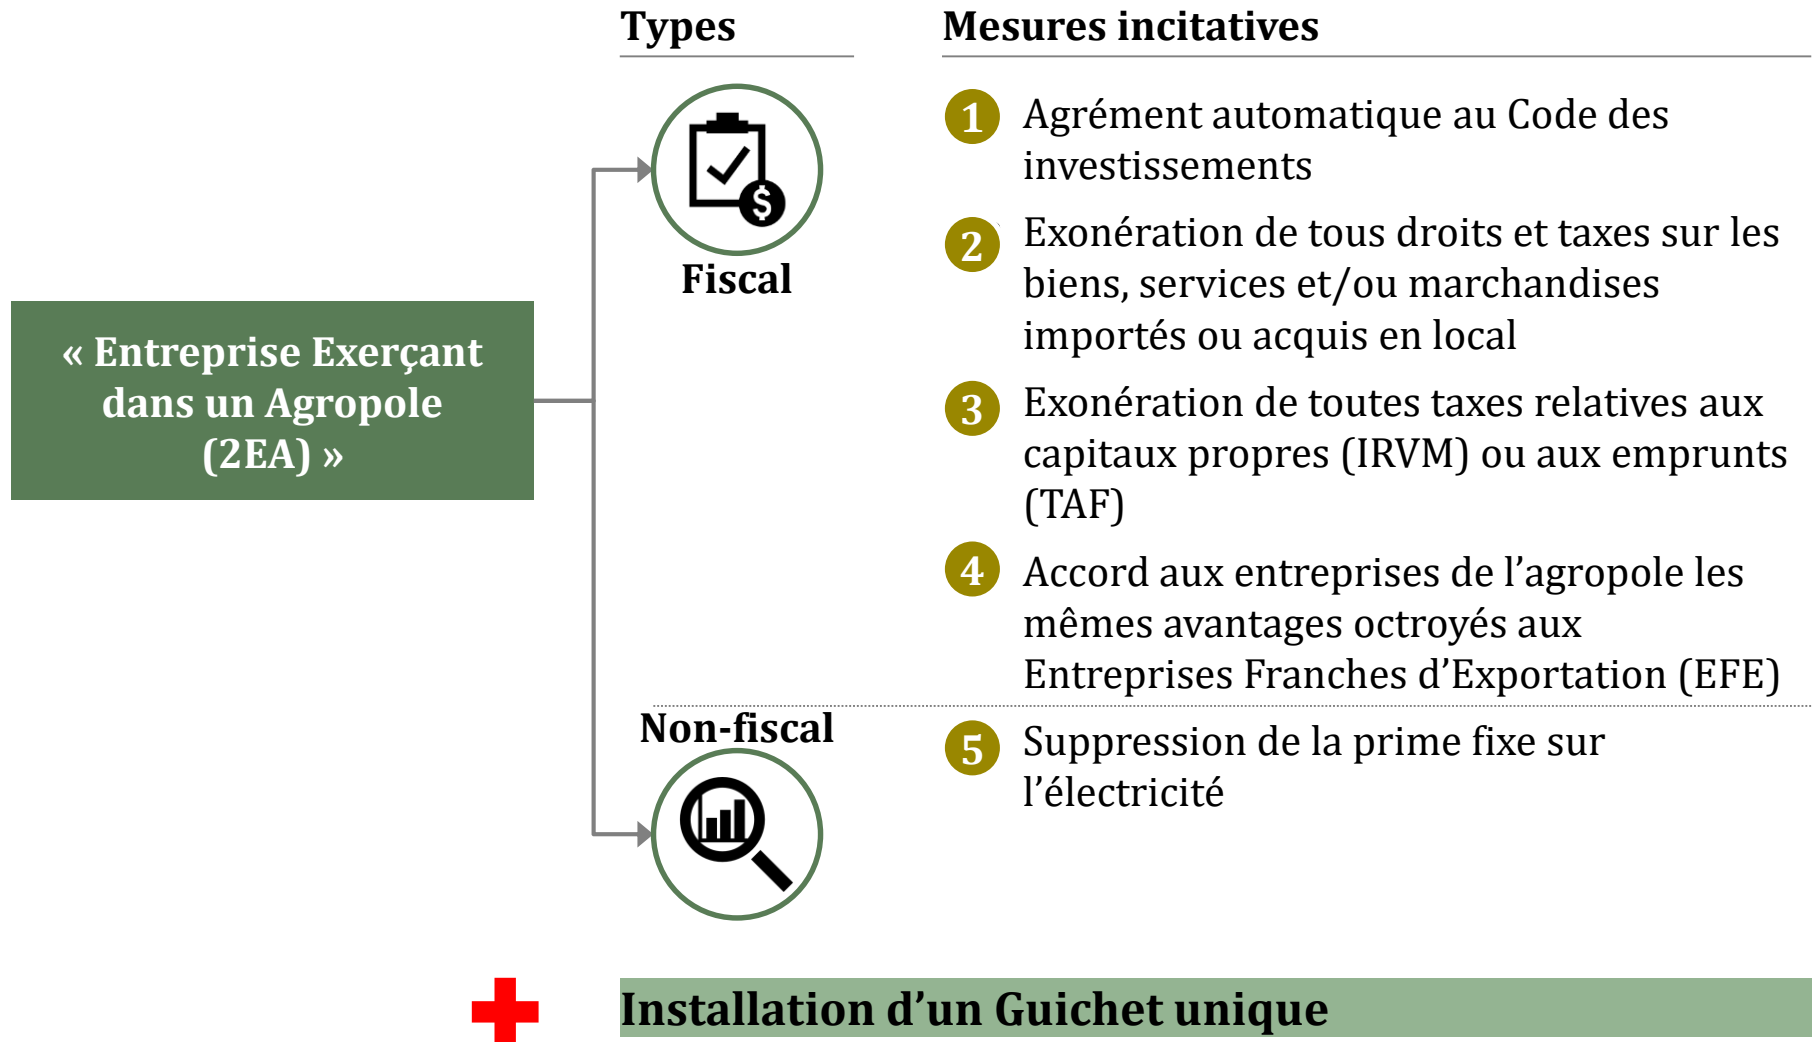 Types
Mesures incitatives
« Entreprise Exerçant
dans un Agropole
(2EA) »
$
Fiscal
1 Agrément automatique au Code des
investissements
2 Exonération de tous droits et taxes sur les
biens, services et/ou marchandises
importés ou acquis en local
3 Exonération de toutes taxes relatives aux
capitaux propres (IRVM) ou aux emprunts
(TAF)
4 Accord aux entreprises de l’agropole les
mêmes avantages octroyés aux
Entreprises Franches d’Exportation (EFE)
Non-fiscal
5 Suppression de la prime fixe sur
l’électricité
Installation d’un Guichet unique